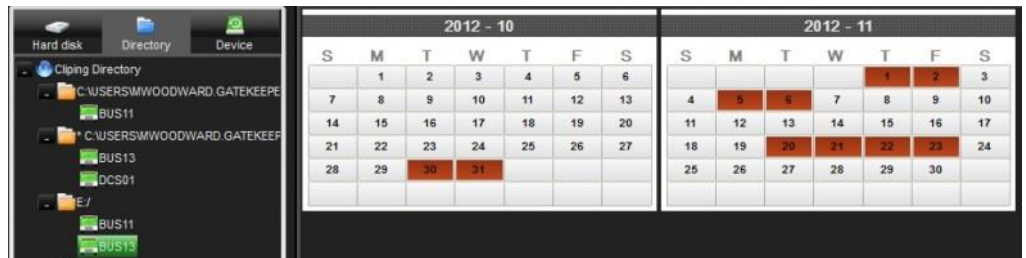 Hard disk Directory Device
Cliping Directory
C:\USERS\MWOODWARD.GATEKEEPE
BUS11
* C:\USERS\MWOODWARD.GATEKEEF
BUS13
DCS01
E:/
BUS11
BUS13
2012 - 10
S M T W T F S
1 2 3 4 5 6
7 8 9 10 11 12 13
14 15 16 17 18 19 20
21 22 23 24 25 26 27
28 29 30 31
2012 - 11
S M T W T F S
1 2 3
4 5 6 7 8 9 10
11 12 13 14 15 16 17
18 19 20 21 22 23 24
25 26 27 28 29 30